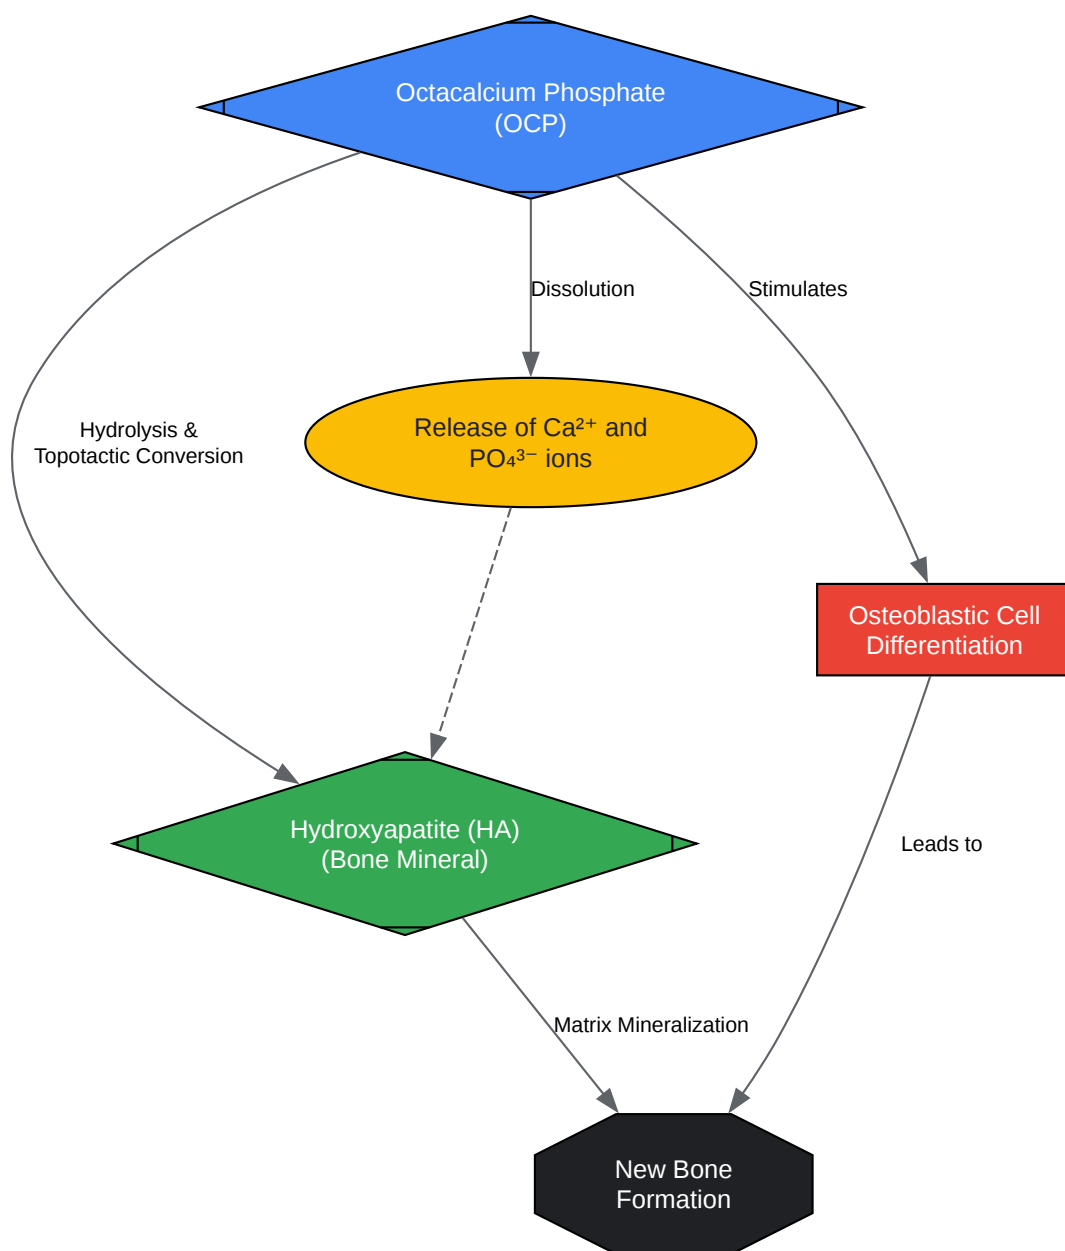 Octacalcium Phosphate
(OCP)
Dissolution
Stimulates
Hydrolysis &
Topotactic Conversion
Release of Ca²⁺ and
PO₄³⁻ ions
Osteoblastic Cell
Differentiation
Hydroxyapatite (HA)
(Bone Mineral)
Leads to
Matrix Mineralization
New Bone
Formation